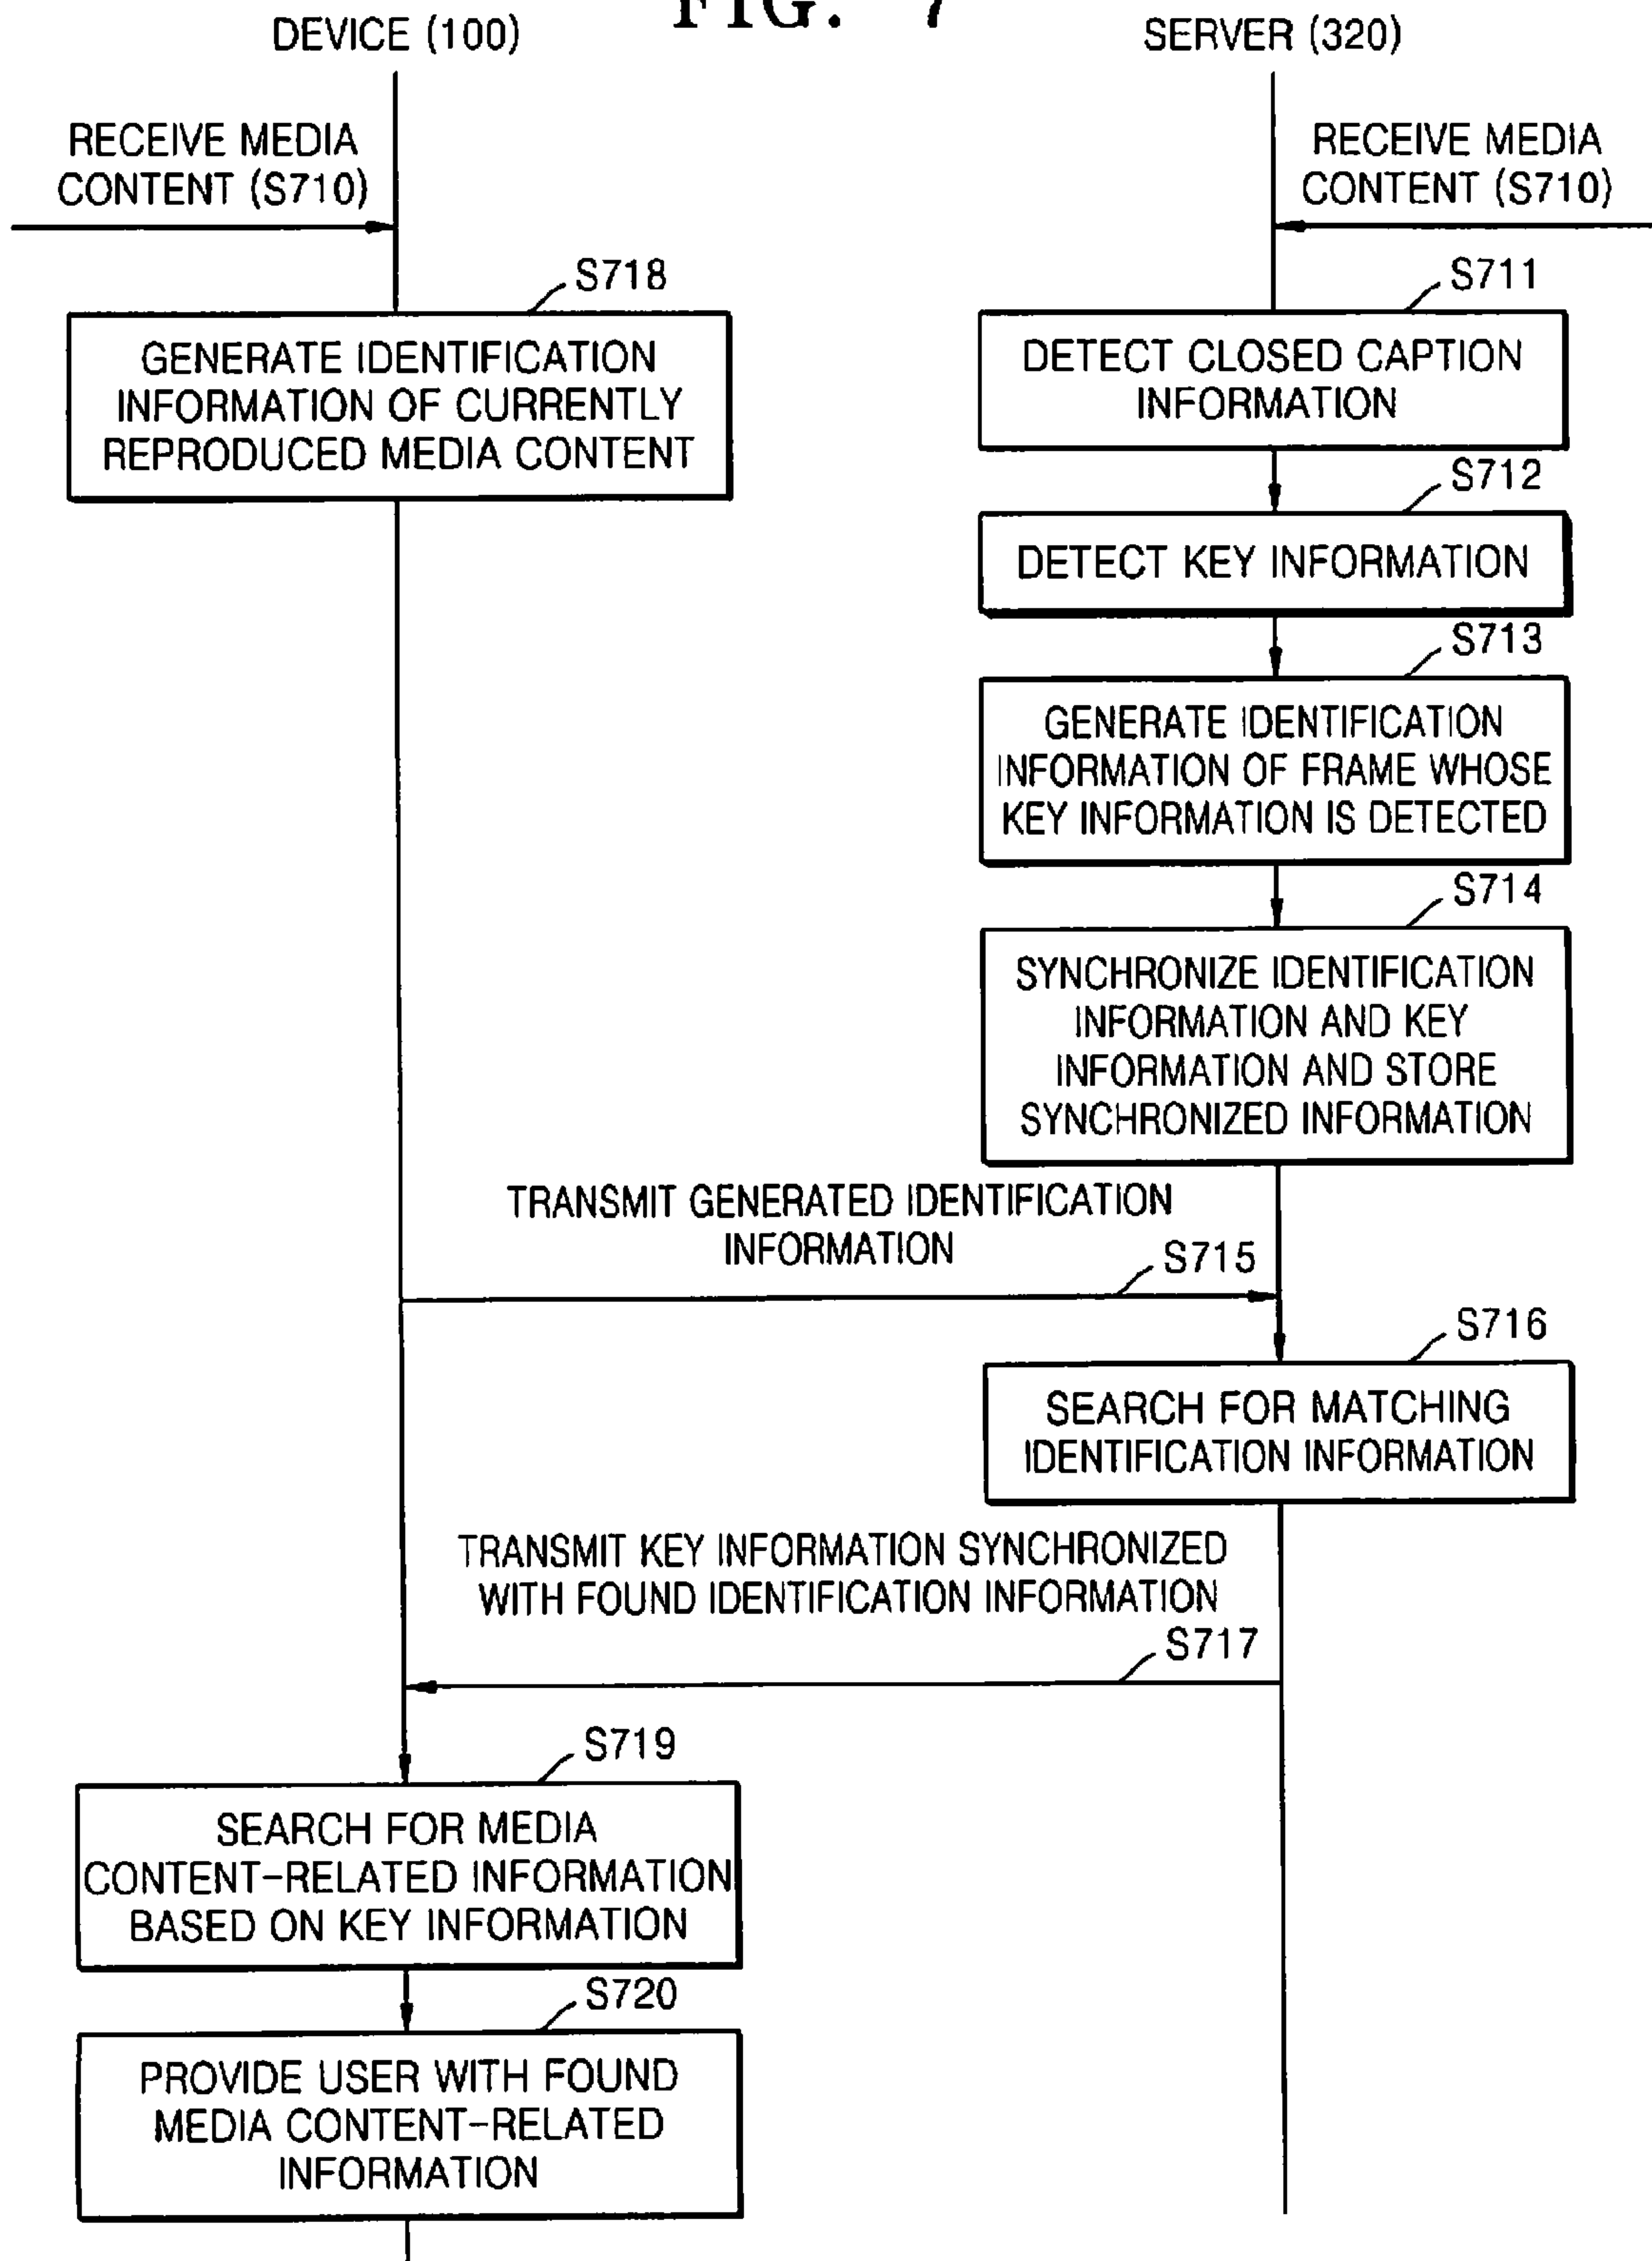 FIG. 7
DEVICE (100)
SERVER (320)
RECEIVE MEDIA
CONTENT (S710)
RECEIVE MEDIA
CONTENT (S710)
S718
GENERATE IDENTIFICATION
INFORMATION OF CURRENTLY
REPRODUCED MEDIA CONTENT
S711
DETECT CLOSED CAPTION
INFORMATION
S712
DETECT KEY INFORMATION
S713
GENERATE IDENTIFICATION
INFORMATION OF FRAME WHOSE
KEY INFORMATION IS DETECTED
S714
SYNCHRONIZE IDENTIFICATION
INFORMATION AND KEY
INFORMATION AND STORE
SYNCHRONIZED INFORMATION
TRANSMIT GENERATED IDENTIFICATION
INFORMATION
S715
S716
SEARCH FOR MATCHING
IDENTIFICATION INFORMATION
TRANSMIT KEY INFORMATION SYNCHRONIZED
WITH FOUND IDENTIFICATION INFORMATION
S717
S719
SEARCH FOR MEDIA
CONTENT-RELATED INFORMATION
BASED ON KEY INFORMATION
S720
PROVIDE USER WITH FOUND
MEDIA CONTENT-RELATED
INFORMATION